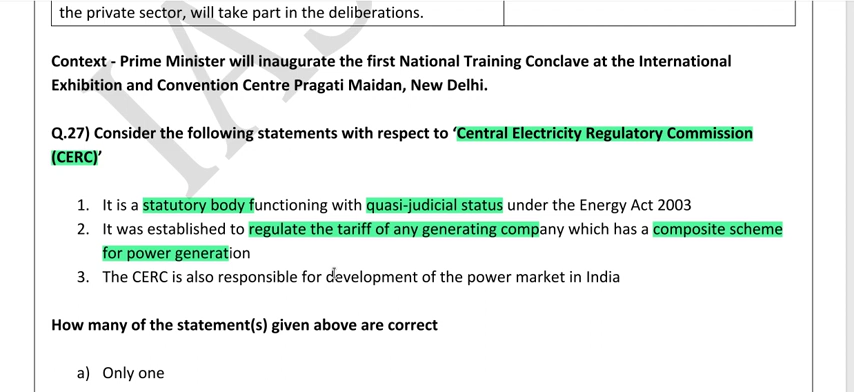 the private sector, will take part in the deliberations.
Context - Prime Minister will inaugurate the first National Training Conclave at the International
Exhibition and Convention Centre Pragati Maidan, New Delhi.
Q.27) Consider the following statements with respect to ‘Central Electricity Regulatory Commission
(CERC)’
1. It is a statutory body functioning with quasi-judicial status under the Energy Act 2003
2. It was established to regulate the tariff of any generating company which has a composite scheme
for power generation
3. The CERC is also responsible for development of the power market in India
How many of the statement(s) given above are correct
a) Only one